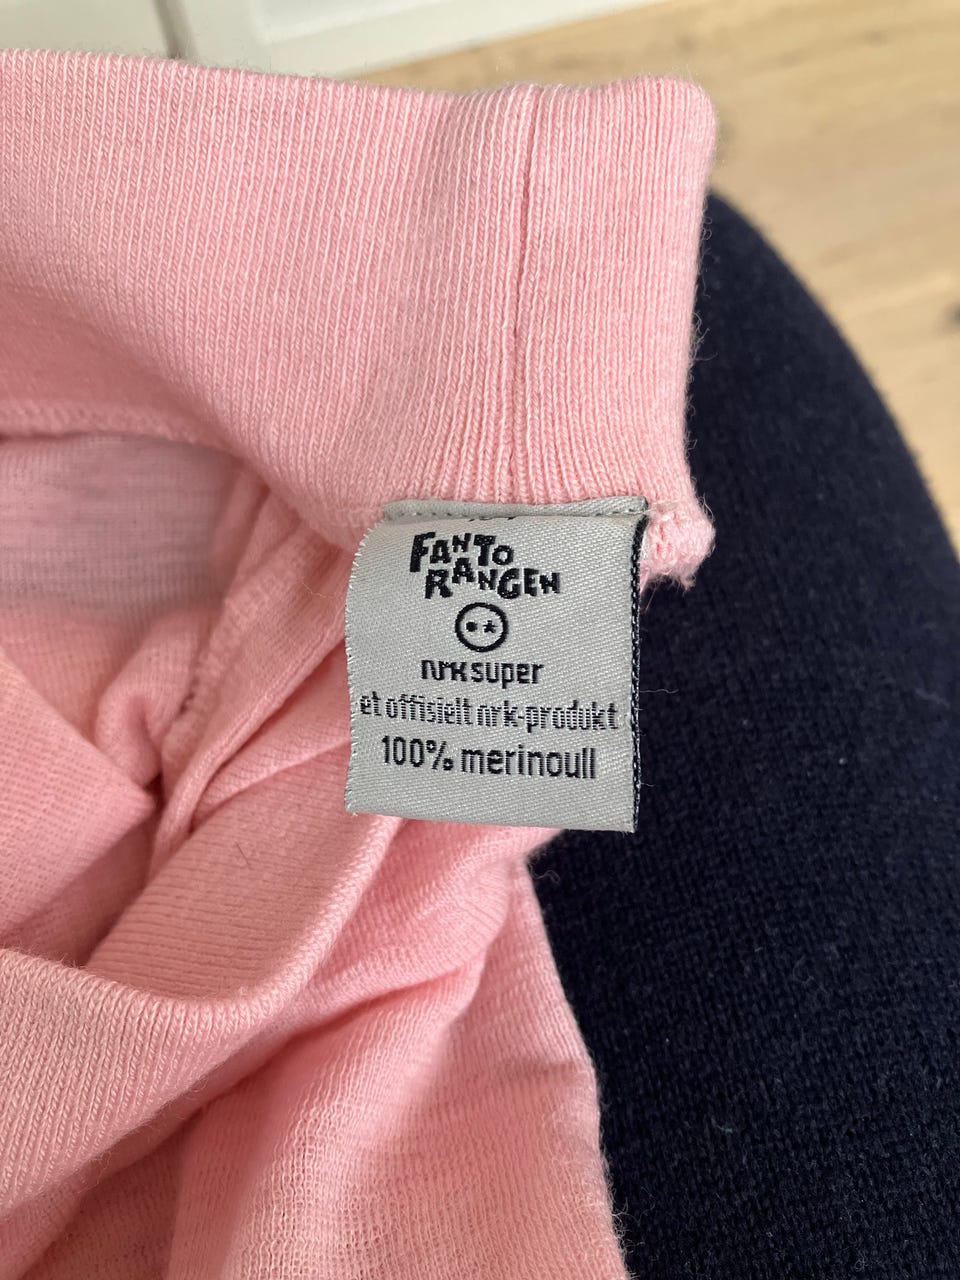 FANTO
RANGEN
nrk super
et offisielt nrk-produkt
100% merinoull